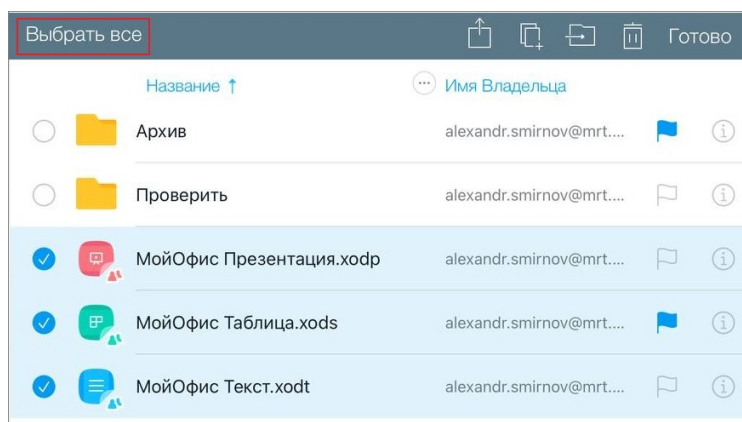 Выбрать все Готово
Название ↑ Имя Владельца
Архив alexandr.smirnov@mrt....
Проверить alexandr.smirnov@mrt....
МойОфис Презентация.xodp alexandr.smirnov@mrt....
МойОфис Таблица.xods alexandr.smirnov@mrt....
МойОфис Текст.xodt alexandr.smirnov@mrt....